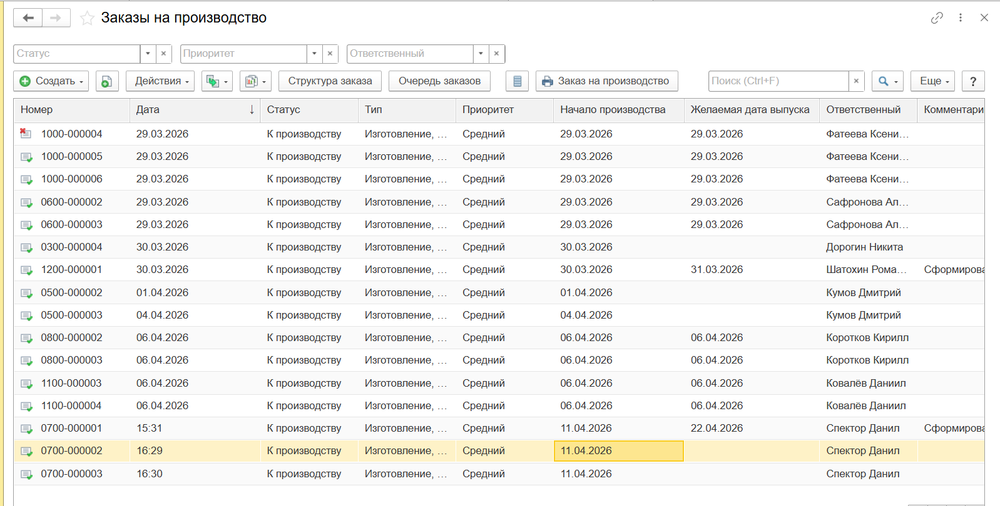 Заказы на производство
Статус Приоритет Ответственный
Создать Действия Структура заказа Очередь заказов Заказ на производство Поиск (Ctrl+F) Еще ?
Номер Дата ↓ Статус Тип Приоритет Начало производства Желаемая дата выпуска Ответственный Комментари
1000-000004 29.03.2026 К производству Изготовление, ... Средний 29.03.2026 29.03.2026 Фатеева Ксени...
1000-000005 29.03.2026 К производству Изготовление, ... Средний 29.03.2026 29.03.2026 Фатеева Ксени...
1000-000006 29.03.2026 К производству Изготовление, ... Средний 29.03.2026 29.03.2026 Фатеева Ксени...
0600-000002 29.03.2026 К производству Изготовление, ... Средний 29.03.2026 29.03.2026 Сафронова Ал...
0600-000003 29.03.2026 К производству Изготовление, ... Средний 29.03.2026 29.03.2026 Сафронова Ал...
0300-000004 30.03.2026 К производству Изготовление, ... Средний 30.03.2026 Дорогин Никита
1200-000001 30.03.2026 К производству Изготовление, ... Средний 30.03.2026 31.03.2026 Шатохин Рома... Сформирова
0500-000002 01.04.2026 К производству Изготовление, ... Средний 01.04.2026 Кумов Дмитрий
0500-000003 04.04.2026 К производству Изготовление, ... Средний 04.04.2026 Кумов Дмитрий
0800-000002 06.04.2026 К производству Изготовление, ... Средний 06.04.2026 06.04.2026 Коротков Кирилл
0800-000003 06.04.2026 К производству Изготовление, ... Средний 06.04.2026 06.04.2026 Коротков Кирилл
1100-000003 06.04.2026 К производству Изготовление, ... Средний 06.04.2026 06.04.2026 Ковалёв Даниил
1100-000004 06.04.2026 К производству Изготовление, ... Средний 06.04.2026 06.04.2026 Ковалёв Даниил
0700-000001 15:31 К производству Изготовление, ... Средний 11.04.2026 22.04.2026 Спектор Данил Сформирова
0700-000002 16:29 К производству Изготовление, ... Средний 11.04.2026 Спектор Данил
0700-000003 16:30 К производству Изготовление, ... Средний 11.04.2026 Спектор Данил